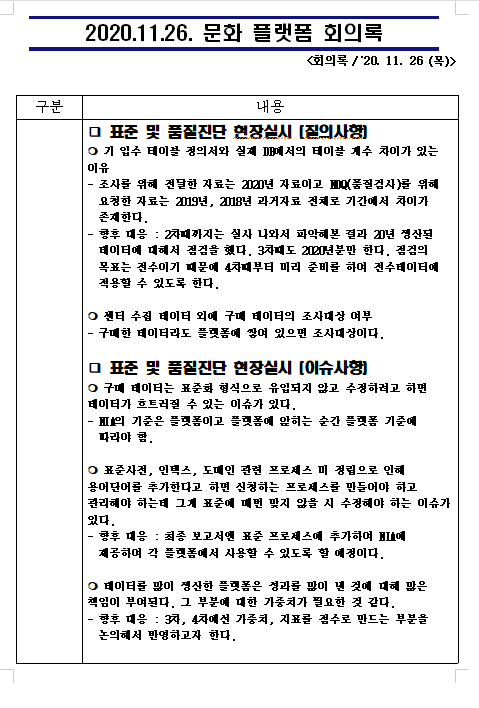 2020.11.26. 문화 플랫폼 회의록
<회의록 / '20. 11. 26 (목)>
구분 내용
□ 표준 및 품질진단 현장실시 (질의사항)
○ 기 입수 테이블 정의서와 실제 DB에서의 테이블 개수 차이가 있는
이유
- 조사를 위해 전달한 자료는 2020년 자료이고 MDQ(품질검사)를 위해
요청한 자료는 2019년, 2018년 과거자료 전체로 기간에서 차이가
존재한다.
- 향후 대응 : 2차때까지는 실사 나와서 파악해본 결과 20년 생산된
데이터에 대해서 점검을 했다. 3차때도 2020년분만 한다. 점검의
목표는 전수이기 때문에 4차때부터 미리 준비를 하여 전수데이터에
적용할 수 있도록 한다.
○ 센터 수집 데이터 외에 구매 데이터의 조사대상 여부
- 구매한 데이터라도 플랫폼에 쌓여 있으면 조사대상이다.
□ 표준 및 품질진단 현장실시 (이슈사항)
○ 구매 데이터는 표준화 형식으로 유입되지 않고 수정하려고 하면
데이터가 흐트러질 수 있는 이슈가 있다.
- NIA의 기준은 플랫폼이고 플랫폼에 앉히는 순간 플랫폼 기준에
따라야 함.
○ 표준사전, 인덱스, 도메인 관련 프로세스 미 정립으로 인해
용어단어를 추가한다고 하면 신청하는 프로세스를 만들어야 하고
관리해야 하는데 그게 표준에 매번 맞지 않을 시 수정해야 하는 이슈가
있다.
- 향후 대응 : 최종 보고서엔 표준 프로세스에 추가하여 NIA에
제공하여 각 플랫폼에서 사용할 수 있도록 할 예정이다.
○ 데이터를 많이 생산한 플랫폼은 성과를 많이 낸 것에 대해 많은
책임이 부여된다. 그 부분에 대한 가중치가 필요한 것 같다.
- 향후 대응 : 3차, 4차에선 가중치, 지표를 점수로 만드는 부분을
논의해서 반영하고자 한다.